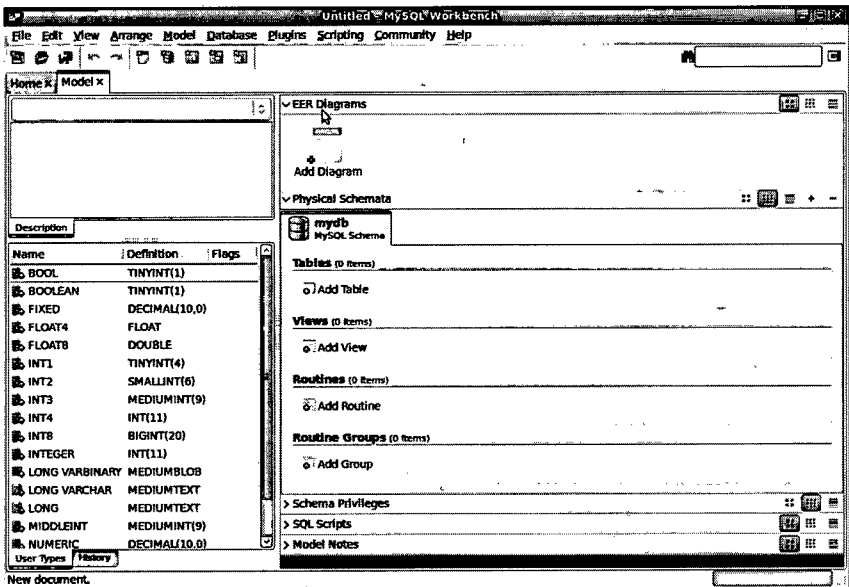 Untitled - MySQL Workbench
File Edit View Arrange Model Database Plugins Scripting Community Help
Home x Model x
EER Diagrams
Add Diagram
Physical Schemata
mydb
MySQL Schema
Description
Tables (0 items)
Add Table
Views (0 items)
Add View
Routines (0 items)
Add Routine
Routine Groups (0 items)
Add Group
Name Definition Flags
BOOL TINYINT(1)
BOOLEAN TINYINT(1)
FIXED DECIMAL(10,0)
FLOAT4 FLOAT
FLOAT8 DOUBLE
INT1 TINYINT(4)
INT2 SMALLINT(6)
INT3 MEDIUMINT(9)
INT4 INT(11)
INT8 BIGINT(20)
INTEGER INT(11)
LONG VARBINARY MEDIUMBLOB
LONG VARCHAR MEDIUMTEXT
LONG MEDIUMTEXT
MIDDLEINT MEDIUMINT(9)
NUMERIC DECIMAL(10,0)
User Types History
Schema Privileges
SQL Scripts
Model Notes
New document.